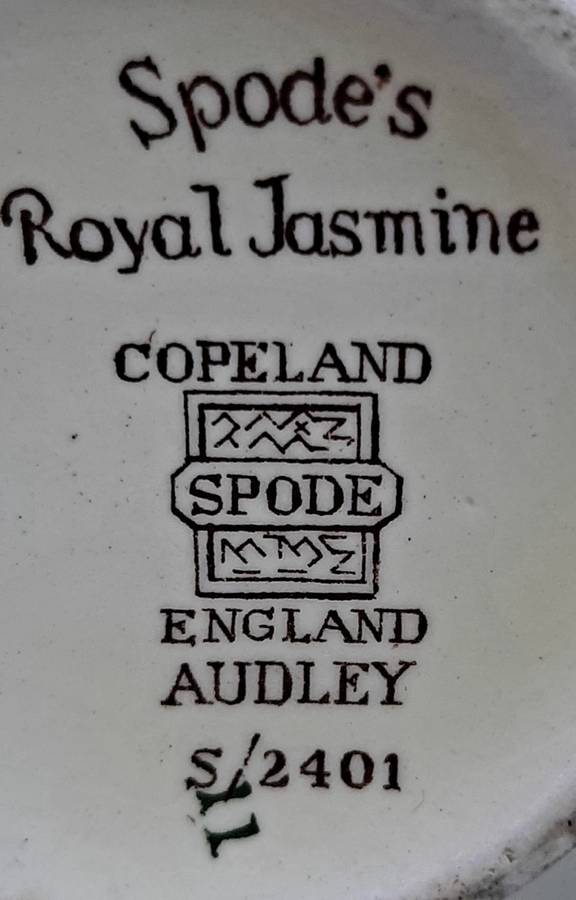 Spode's
Royal Jasmine
COPELAND
SPODE
ENGLAND
AUDLEY
S/2401